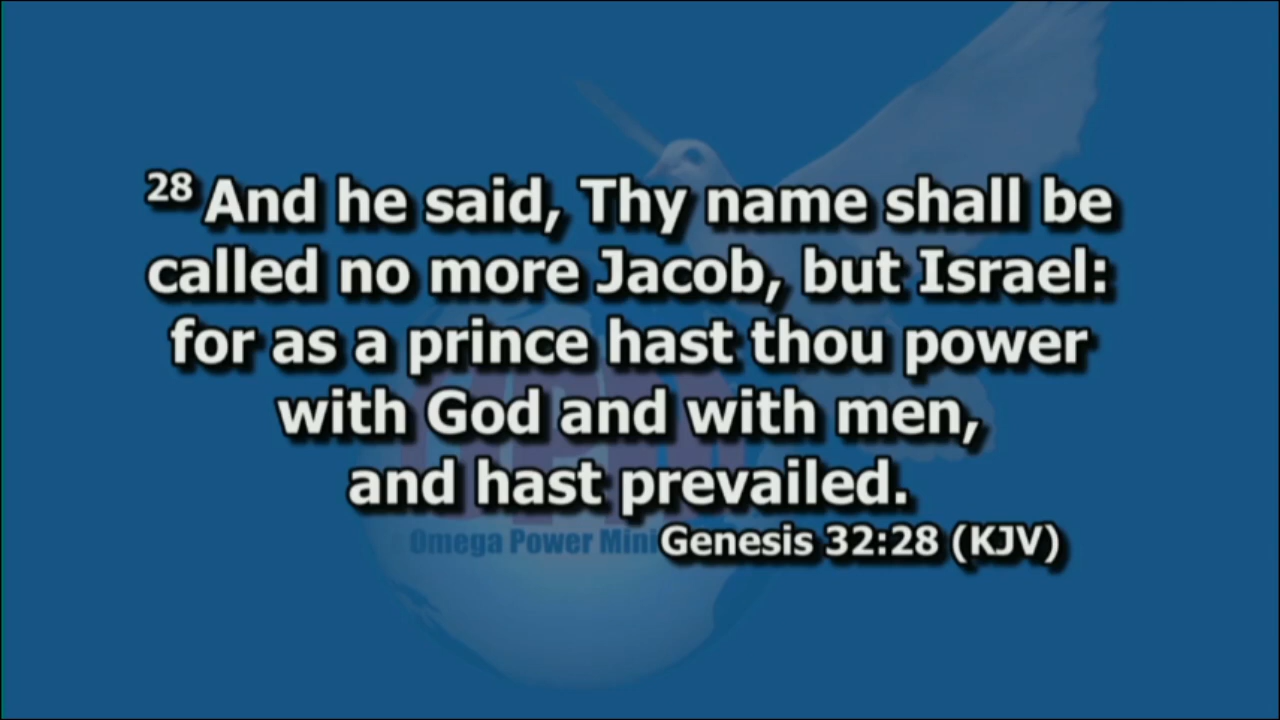 28 And he said, Thy name shall be
called no more Jacob, but Israel:
for as a prince hast thou power
with God and with men,
and hast prevailed.
Genesis 32:28 (KJV)
Omega Power